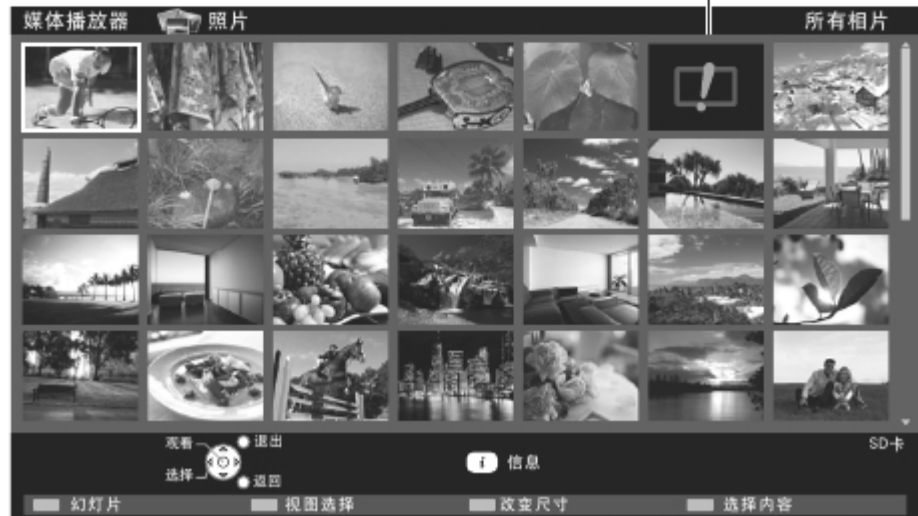 媒体播放器 照片 所有相片
观看 退出
选择 返回
i 信息
SD卡
幻灯片 视图选择 改变尺寸 选择内容